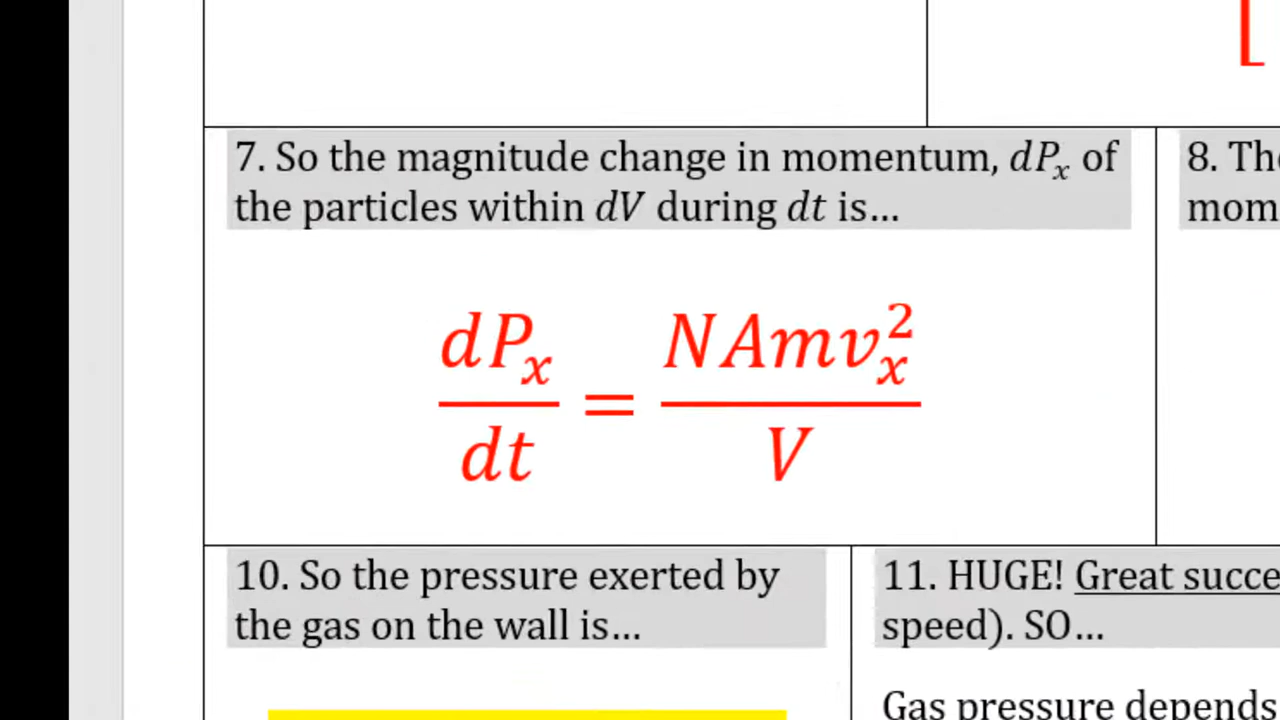 [
7. So the magnitude change in momentum, dPₓ of
the particles within dV during dt is...
8. Th
mom
dPₓ/dt = NAmvₓ²/V
10. So the pressure exerted by
the gas on the wall is...
11. HUGE! Great succe
speed). SO...
Gas pressure depends